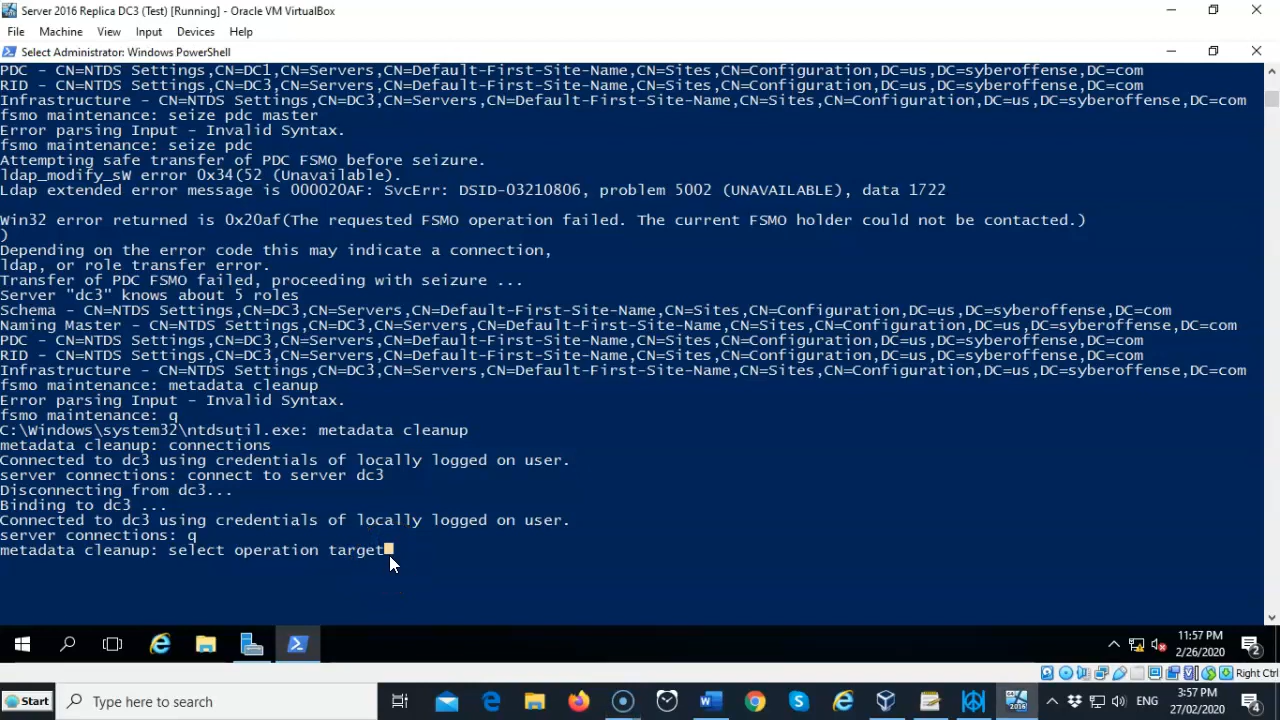 Server 2016 Replica DC3 (Test) [Running] - Oracle VM VirtualBox
File Machine View Input Devices Help
Select Administrator: Windows PowerShell
PDC - CN=NTDS Settings,CN=DC1,CN=Servers,CN=Default-First-Site-Name,CN=Sites,CN=Configuration,DC=us,DC=syberoffense,DC=com
RID - CN=NTDS Settings,CN=DC3,CN=Servers,CN=Default-First-Site-Name,CN=Sites,CN=Configuration,DC=us,DC=syberoffense,DC=com
Infrastructure - CN=NTDS Settings,CN=DC3,CN=Servers,CN=Default-First-Site-Name,CN=Sites,CN=Configuration,DC=us,DC=syberoffense,DC=com
fsmo maintenance: seize pdc master
Error parsing Input - Invalid Syntax.
fsmo maintenance: seize pdc
Attempting safe transfer of PDC FSMO before seizure.
ldap_modify_sW error 0x34(52 (Unavailable).
Ldap extended error message is 000020AF: SvcErr: DSID-03210806, problem 5002 (UNAVAILABLE), data 1722
Win32 error returned is 0x20af(The requested FSMO operation failed. The current FSMO holder could not be contacted.)
)
Depending on the error code this may indicate a connection,
ldap, or role transfer error.
Transfer of PDC FSMO failed, proceeding with seizure ...
Server "dc3" knows about 5 roles
Schema - CN=NTDS Settings,CN=DC3,CN=Servers,CN=Default-First-Site-Name,CN=Sites,CN=Configuration,DC=us,DC=syberoffense,DC=com
Naming Master - CN=NTDS Settings,CN=DC3,CN=Servers,CN=Default-First-Site-Name,CN=Sites,CN=Configuration,DC=us,DC=syberoffense,DC=com
PDC - CN=NTDS Settings,CN=DC3,CN=Servers,CN=Default-First-Site-Name,CN=Sites,CN=Configuration,DC=us,DC=syberoffense,DC=com
RID - CN=NTDS Settings,CN=DC3,CN=Servers,CN=Default-First-Site-Name,CN=Sites,CN=Configuration,DC=us,DC=syberoffense,DC=com
Infrastructure - CN=NTDS Settings,CN=DC3,CN=Servers,CN=Default-First-Site-Name,CN=Sites,CN=Configuration,DC=us,DC=syberoffense,DC=com
fsmo maintenance: metadata cleanup
Error parsing Input - Invalid Syntax.
fsmo maintenance: q
C:\Windows\system32\ntdsutil.exe: metadata cleanup
metadata cleanup: connections
Connected to dc3 using credentials of locally logged on user.
server connections: connect to server dc3
Disconnecting from dc3...
Binding to dc3 ...
Connected to dc3 using credentials of locally logged on user.
server connections: q
metadata cleanup: select operation target
11:57 PM
2/26/2020
2
Right Ctrl
Start
Type here to search
ENG
3:57 PM
27/02/2020
4